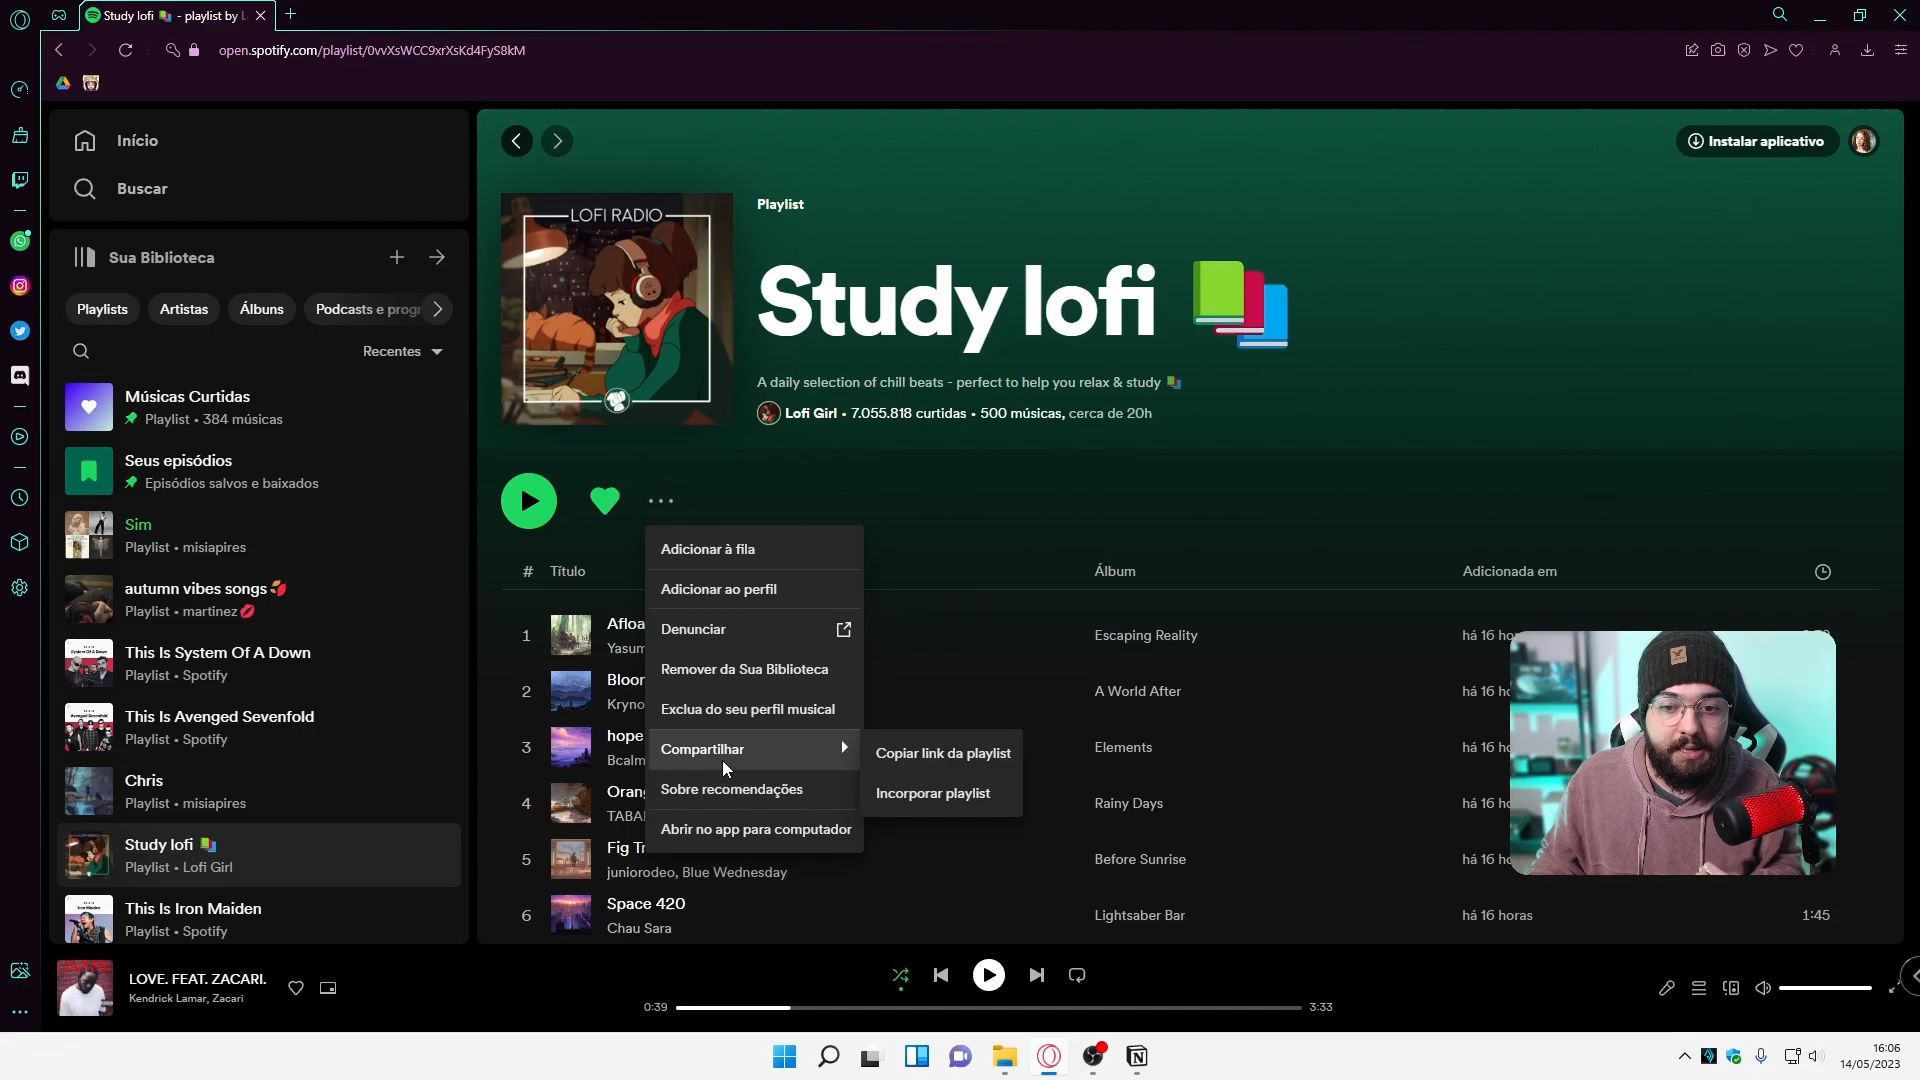 Study lofi 📚 - playlist by L
open.spotify.com/playlist/0vvXsWCC9xrXsKd4FyS8kM
Início
Buscar
Sua Biblioteca
Playlists
Artistas
Álbuns
Podcasts e progr
Recentes
Músicas Curtidas
Playlist • 384 músicas
Seus episódios
Episódios salvos e baixados
Sim
Playlist • misiapires
autumn vibes songs🍂
Playlist • martinez💋
This Is System Of A Down
Playlist • Spotify
This Is Avenged Sevenfold
Playlist • Spotify
Chris
Playlist • misiapires
Study lofi 📚
Playlist • Lofi Girl
This Is Iron Maiden
Playlist • Spotify
Instalar aplicativo
LOFI RADIO
Playlist
Study lofi 📚
A daily selection of chill beats - perfect to help you relax & study 📚
Lofi Girl • 7.055.818 curtidas • 500 músicas, cerca de 20h
# Título Álbum Adicionada em
Adicionar à fila
Adicionar ao perfil
Denunciar
Remover da Sua Biblioteca
Exclua do seu perfil musical
Compartilhar
Sobre recomendações
Abrir no app para computador
Copiar link da playlist
Incorporar playlist
1 Afloa Escaping Reality há 16 ho
Yasum
2 Bloor A World After há 16 ho
Kryno
3 hope Elements há 16 ho
Bcalm
4 Oran Rainy Days há 16 ho
TABA
5 Fig Tr Before Sunrise há 16 ho
juniorodeo, Blue Wednesday
6 Space 420 Lightsaber Bar há 16 horas 1:45
Chau Sara
LOVE. FEAT. ZACARI.
Kendrick Lamar, Zacari
0:39
3:33
16:06
14/05/2023